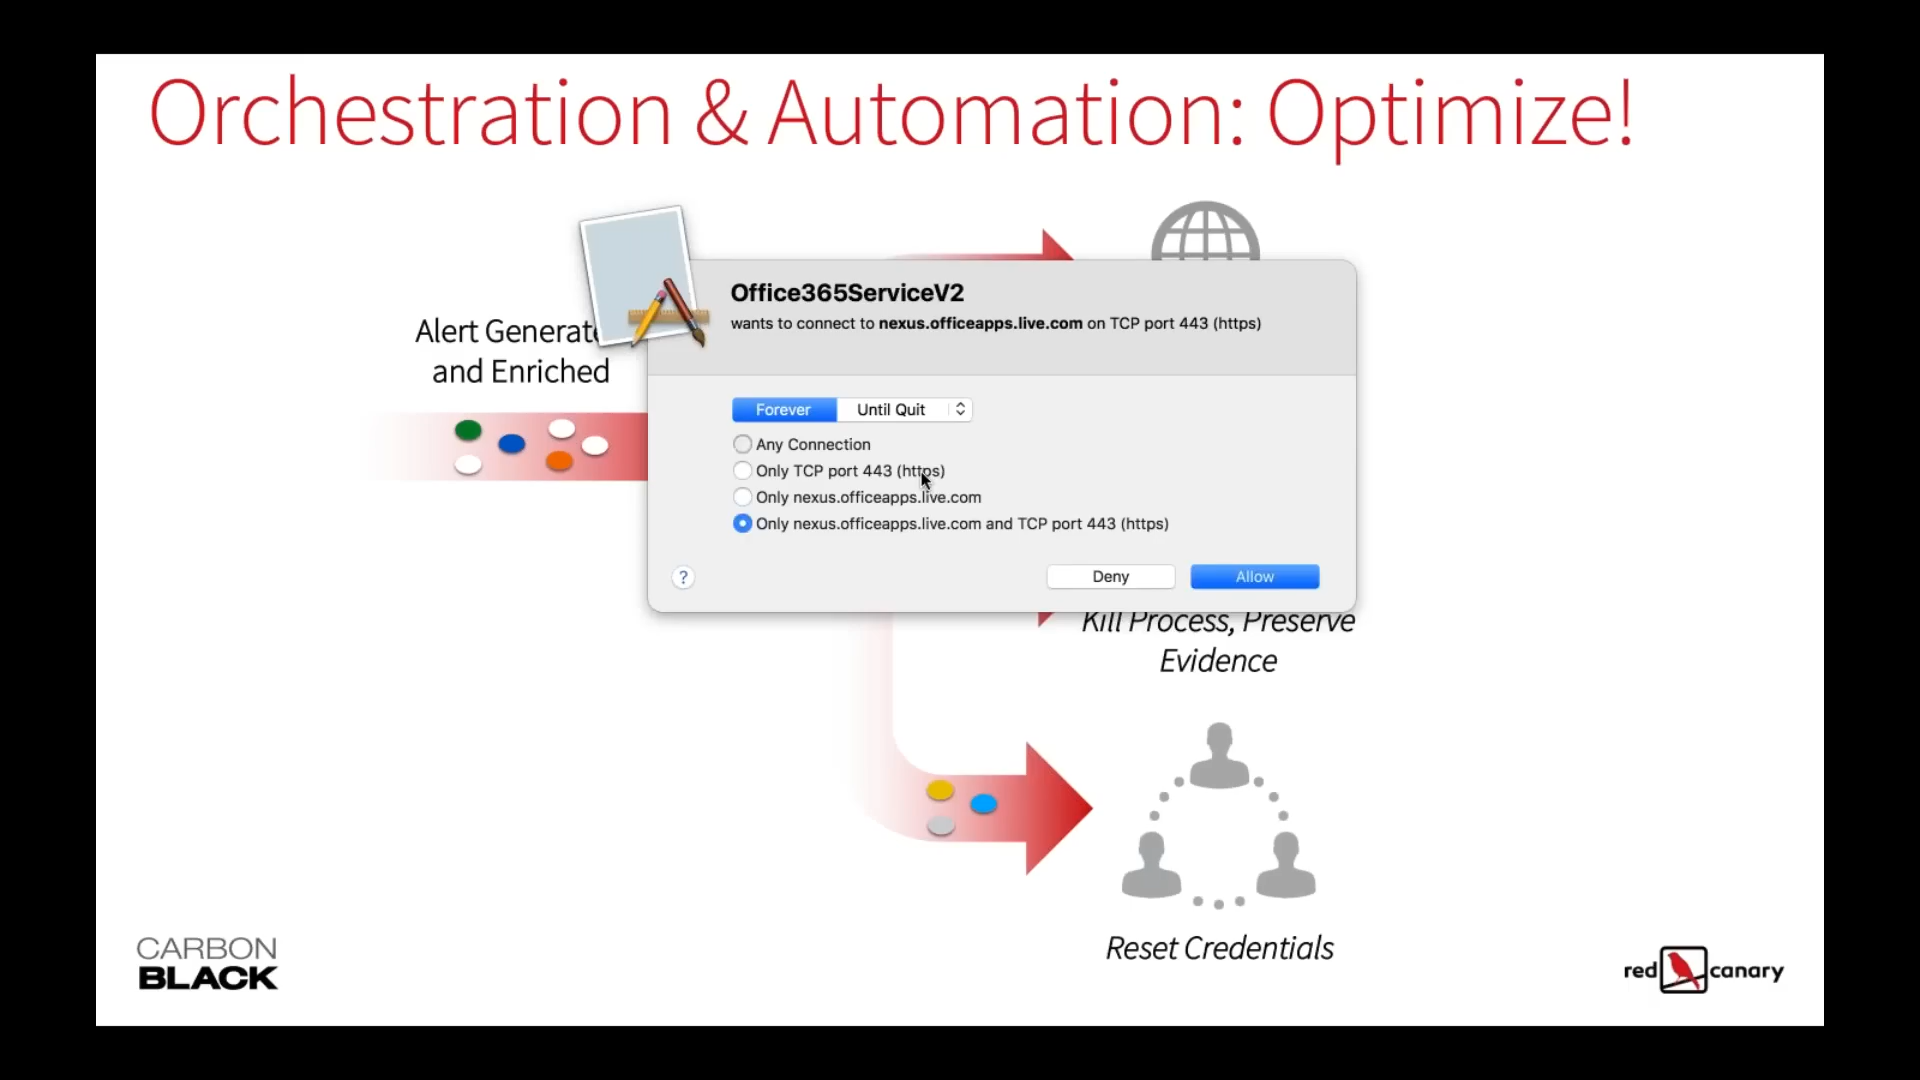 Orchestration & Automation: Optimize!
Alert Generate
and Enriched
Office365ServiceV2
wants to connect to nexus.officeapps.live.com on TCP port 443 (https)
Forever Until Quit
Any Connection
Only TCP port 443 (https)
Only nexus.officeapps.live.com
Only nexus.officeapps.live.com and TCP port 443 (https)
? Deny Allow
Kill Process, Preserve
Evidence
Reset Credentials
CARBON
BLACK
red canary